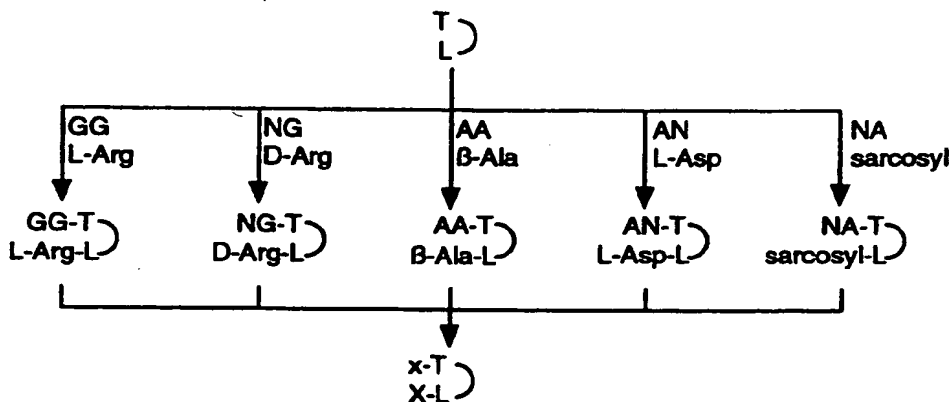 T
L
GG
L-Arg
NG
D-Arg
AA
ß-Ala
AN
L-Asp
NA
sarcosyl
GG-T
L-Arg-L
NG-T
D-Arg-L
AA-T
ß-Ala-L
AN-T
L-Asp-L
NA-T
sarcosyl-L
x-T
X-L